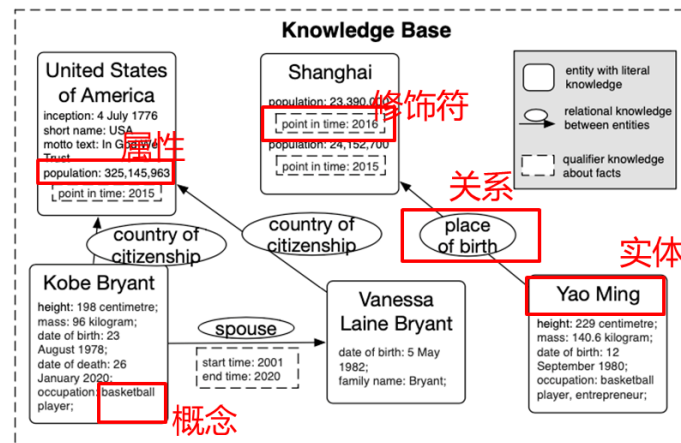 Knowledge Base
United States
of America
inception: 4 July 1776
short name: USA
motto text: In God We
Trust
属性
population: 325,145,963
point in time: 2015
Shanghai
population: 23,390,000
修饰符
point in time: 2016
population: 24,152,700
point in time: 2015
entity with literal
knowledge
relational knowledge
between entities
qualifier knowledge
about facts
关系
country of
citizenship
country of
citizenship
place
of birth
实体
Kobe Bryant
height: 198 centimetre;
mass: 96 kilogram;
date of birth: 23
August 1978;
date of death: 26
January 2020;
occupation: basketball
player;
概念
spouse
start time: 2001
end time: 2020
Vanessa
Laine Bryant
date of birth: 5 May
1982;
family name: Bryant;
Yao Ming
height: 229 centimetre;
mass: 140.6 kilogram;
date of birth: 12
September 1980;
occupation: basketball
player, entrepreneur;